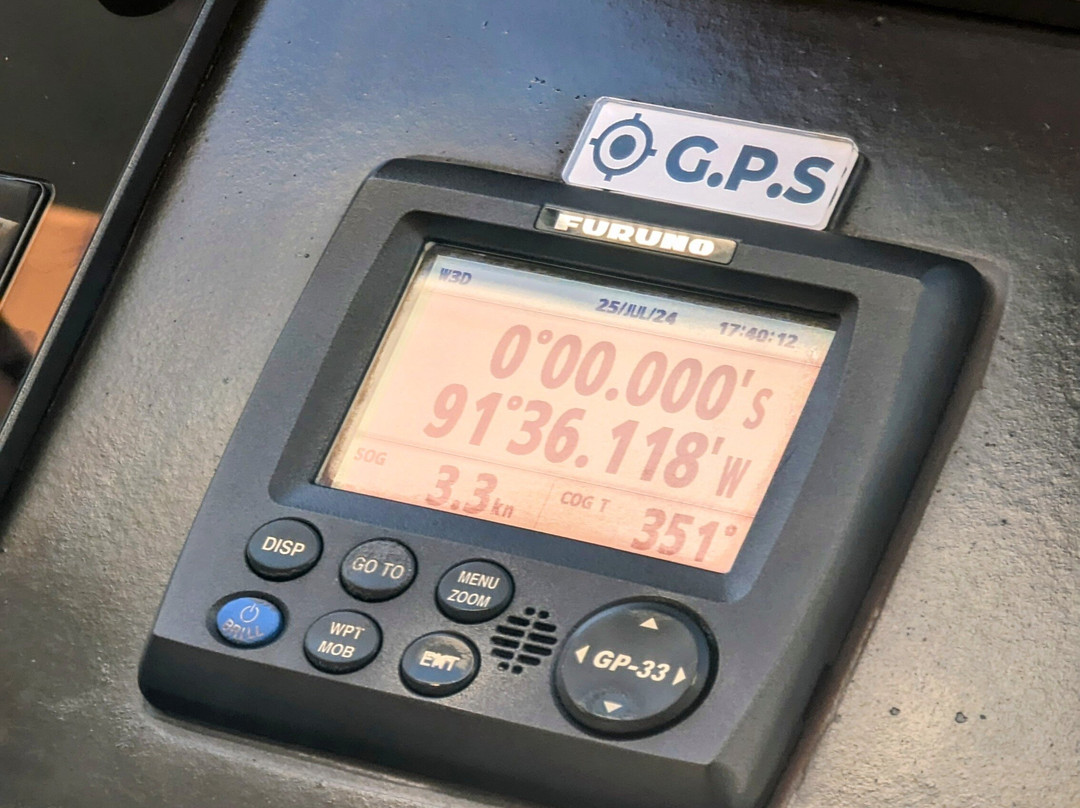 G.P.S
FURUNO
W3D 25/JUL/24 17:40:12
0°00.000'S
91°36.118'W
SOG 3.3kn COG T 351°
DISP GO TO MENU ZOOM
BRILL WPT MOB
GP-33